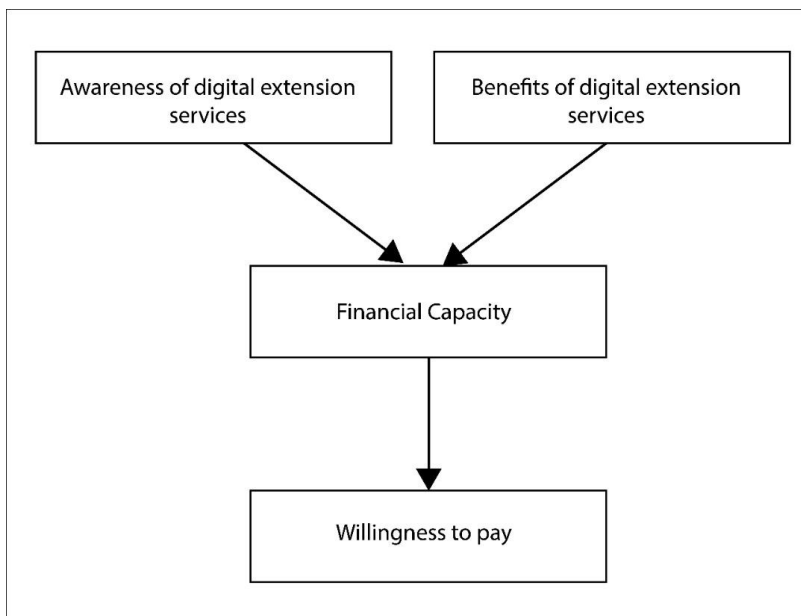 Awareness of digital extension
services
Benefits of digital extension
services
Financial Capacity
Willingness to pay